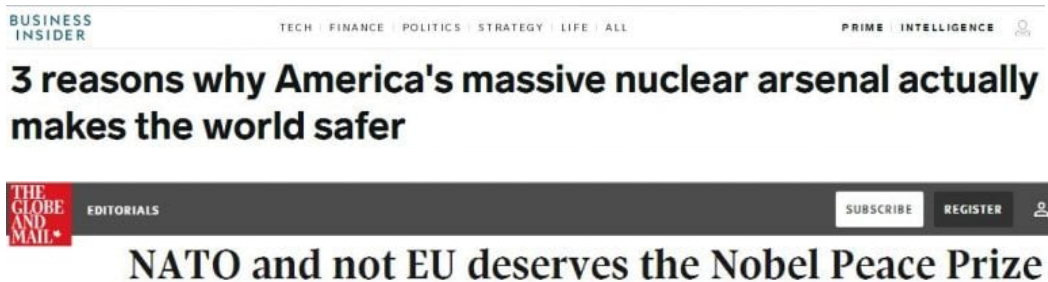 BUSINESS
INSIDER
TECH FINANCE POLITICS STRATEGY LIFE ALL
PRIME INTELLIGENCE
3 reasons why America's massive nuclear arsenal actually
makes the world safer
THE
GLOBE
AND
MAIL
EDITORIALS
SUBSCRIBE
REGISTER
NATO and not EU deserves the Nobel Peace Prize